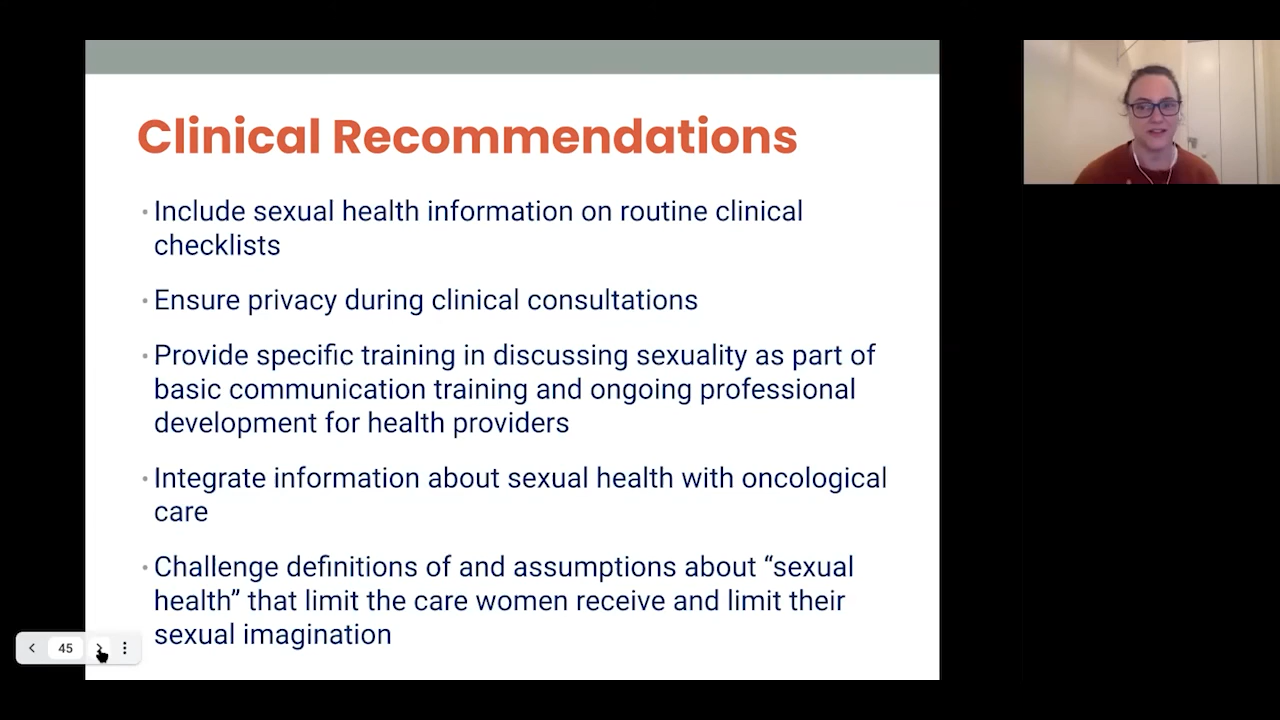 Clinical Recommendations
· Include sexual health information on routine clinical
checklists
· Ensure privacy during clinical consultations
· Provide specific training in discussing sexuality as part of
basic communication training and ongoing professional
development for health providers
· Integrate information about sexual health with oncological
care
· Challenge definitions of and assumptions about “sexual
health” that limit the care women receive and limit their
sexual imagination
45